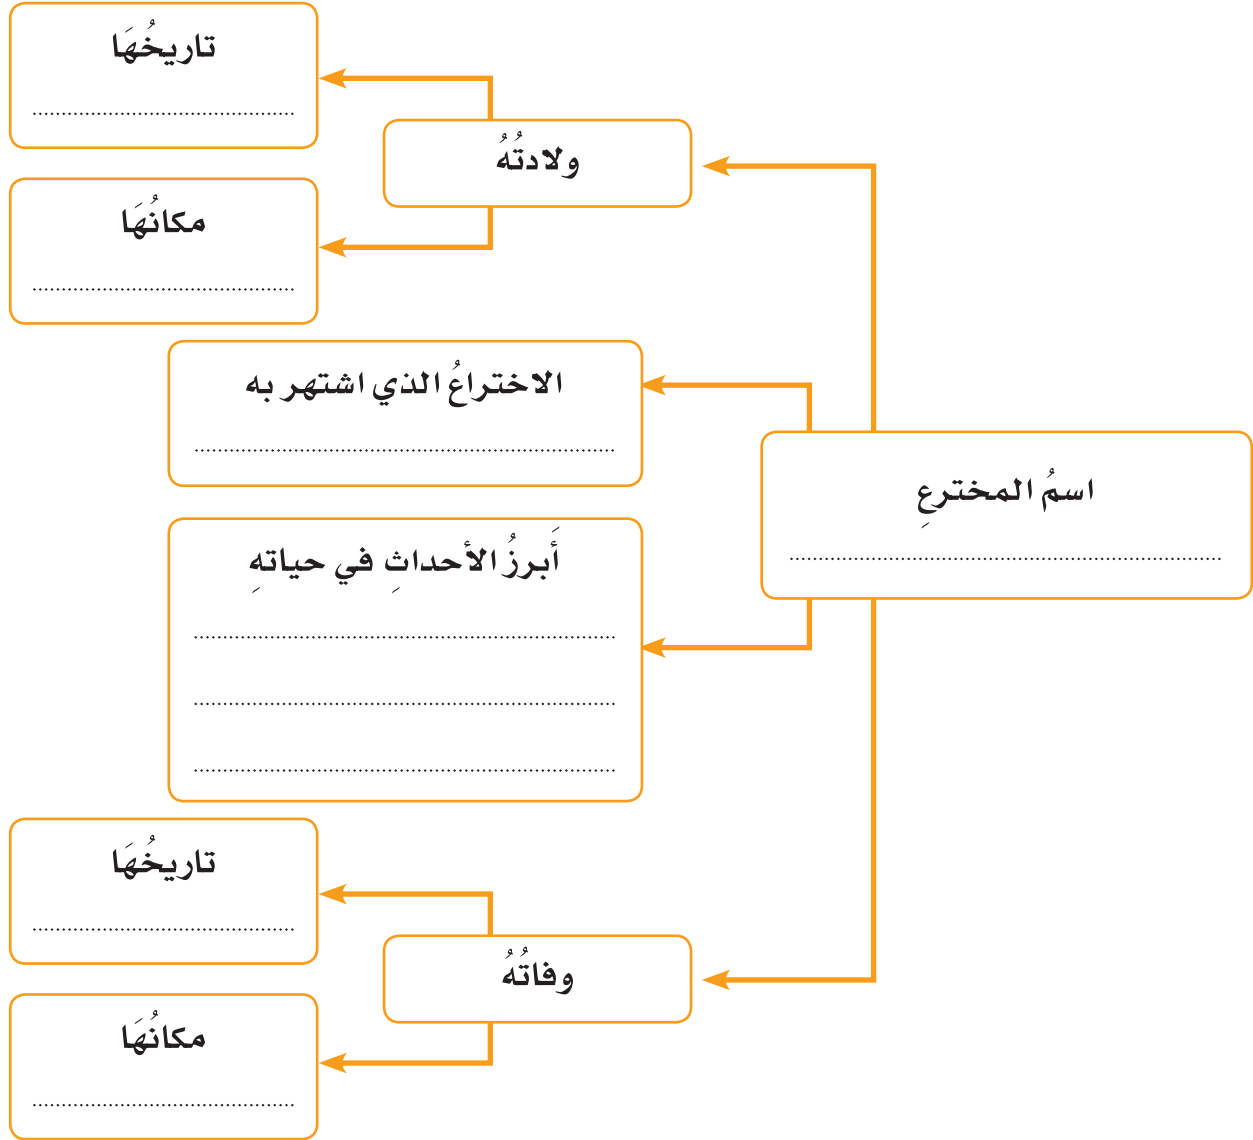 اسمُ المخترعِ
ولادتُهُ
تاريخُهَا
مكانُهَا
الاختراعُ الذي اشتهر به
أَبرزُ الأحداثِ في حياتهِ
وفاتُهُ
تاريخُهَا
مكانُهَا